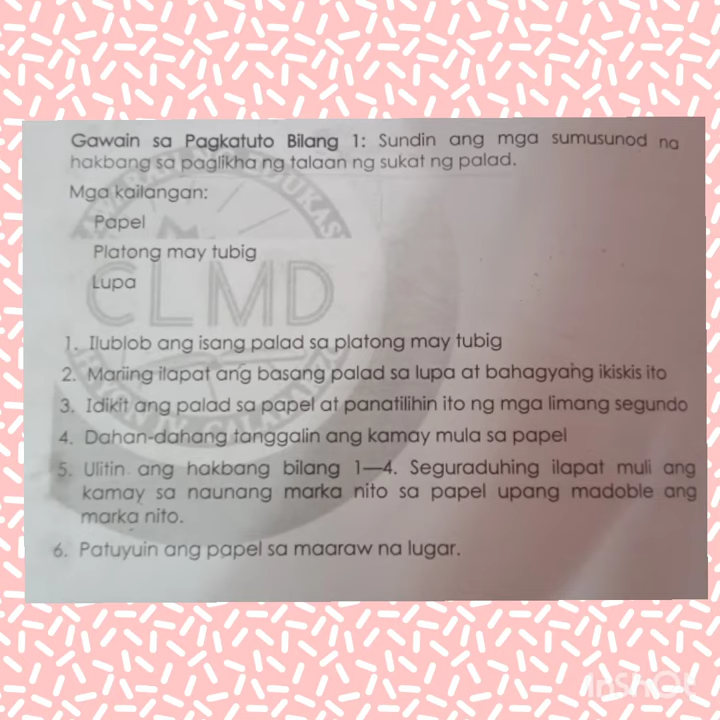 Gawain sa Pagkatuto Bilang 1: Sundin ang mga sumusunod na
hakbang sa paglikha ng talaan ng sukat ng palad.
Mga kailangan:
Papel
Platong may tubig
Lupa
CLMD
1. Ilublob ang isang palad sa platong may tubig
2. Mariing ilapat ang basang palad sa lupa at bahagyang ikiskis ito
3. Idikit ang palad sa papel at panatilihin ito ng mga limang segundo
4. Dahan-dahang tanggalin ang kamay mula sa papel
5. Ulitin ang hakbang bilang 1—4. Seguraduhing ilapat muli ang
kamay sa naunang marka nito sa papel upang madoble ang
marka nito.
6. Patuyuin ang papel sa maaraw na lugar.
InShOt